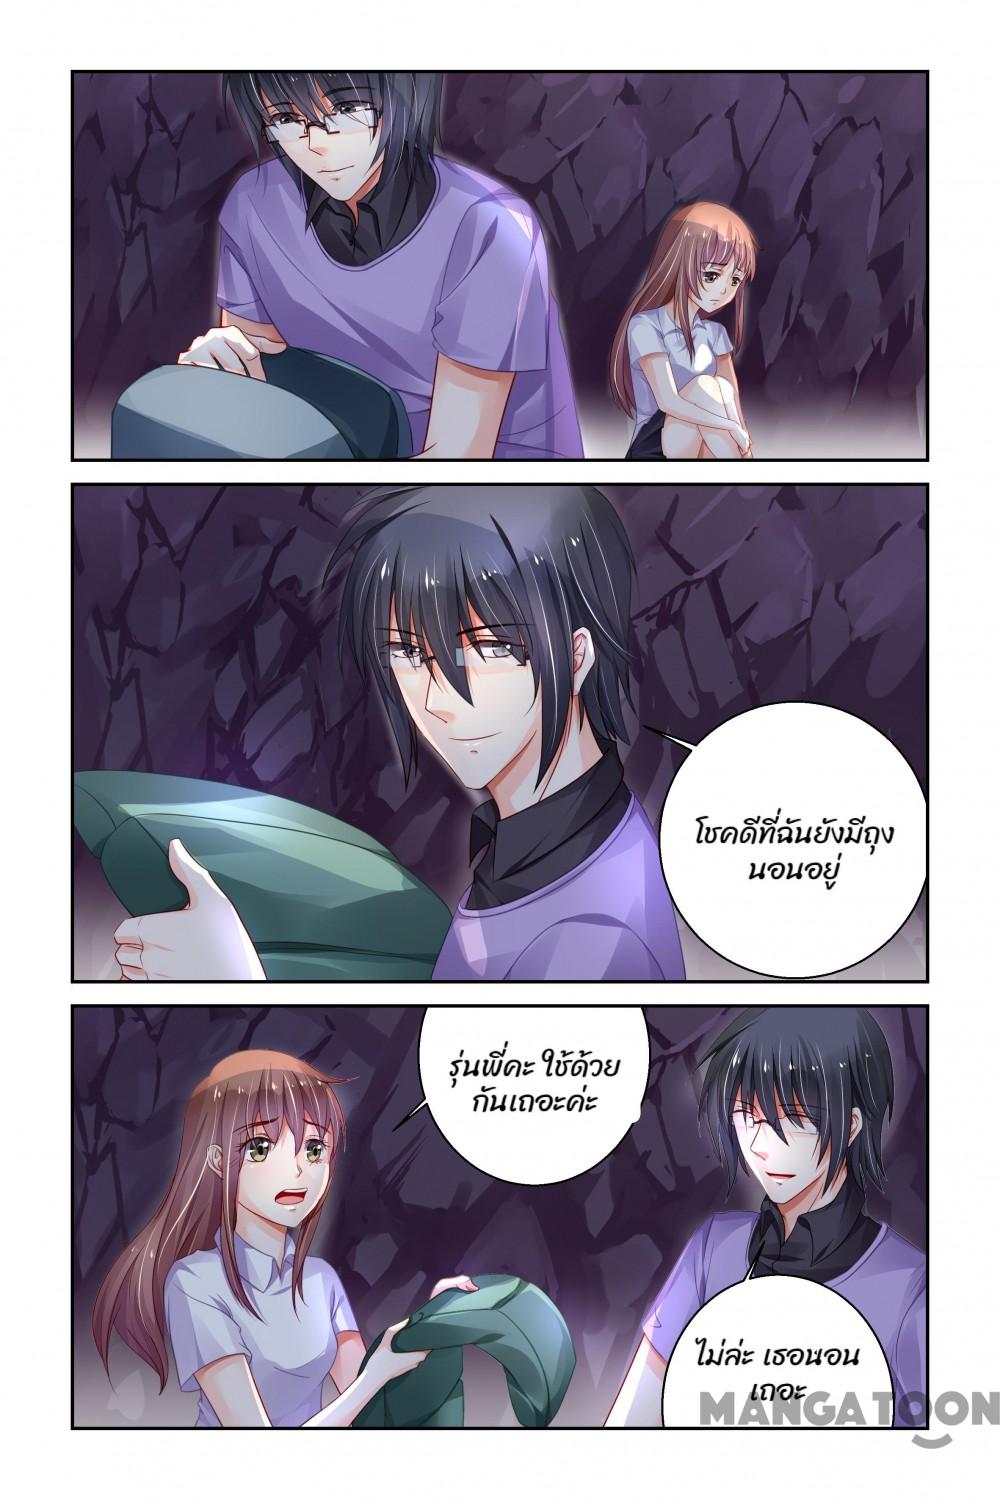 โชคดีที่ฉันยังมีถุง
นอนอยู่
รุ่นพี่คะ ใช้ด้วย
กันเถอะค่ะ
ไม่ล่ะ เธอนอน
เถอะ
MANGATOON